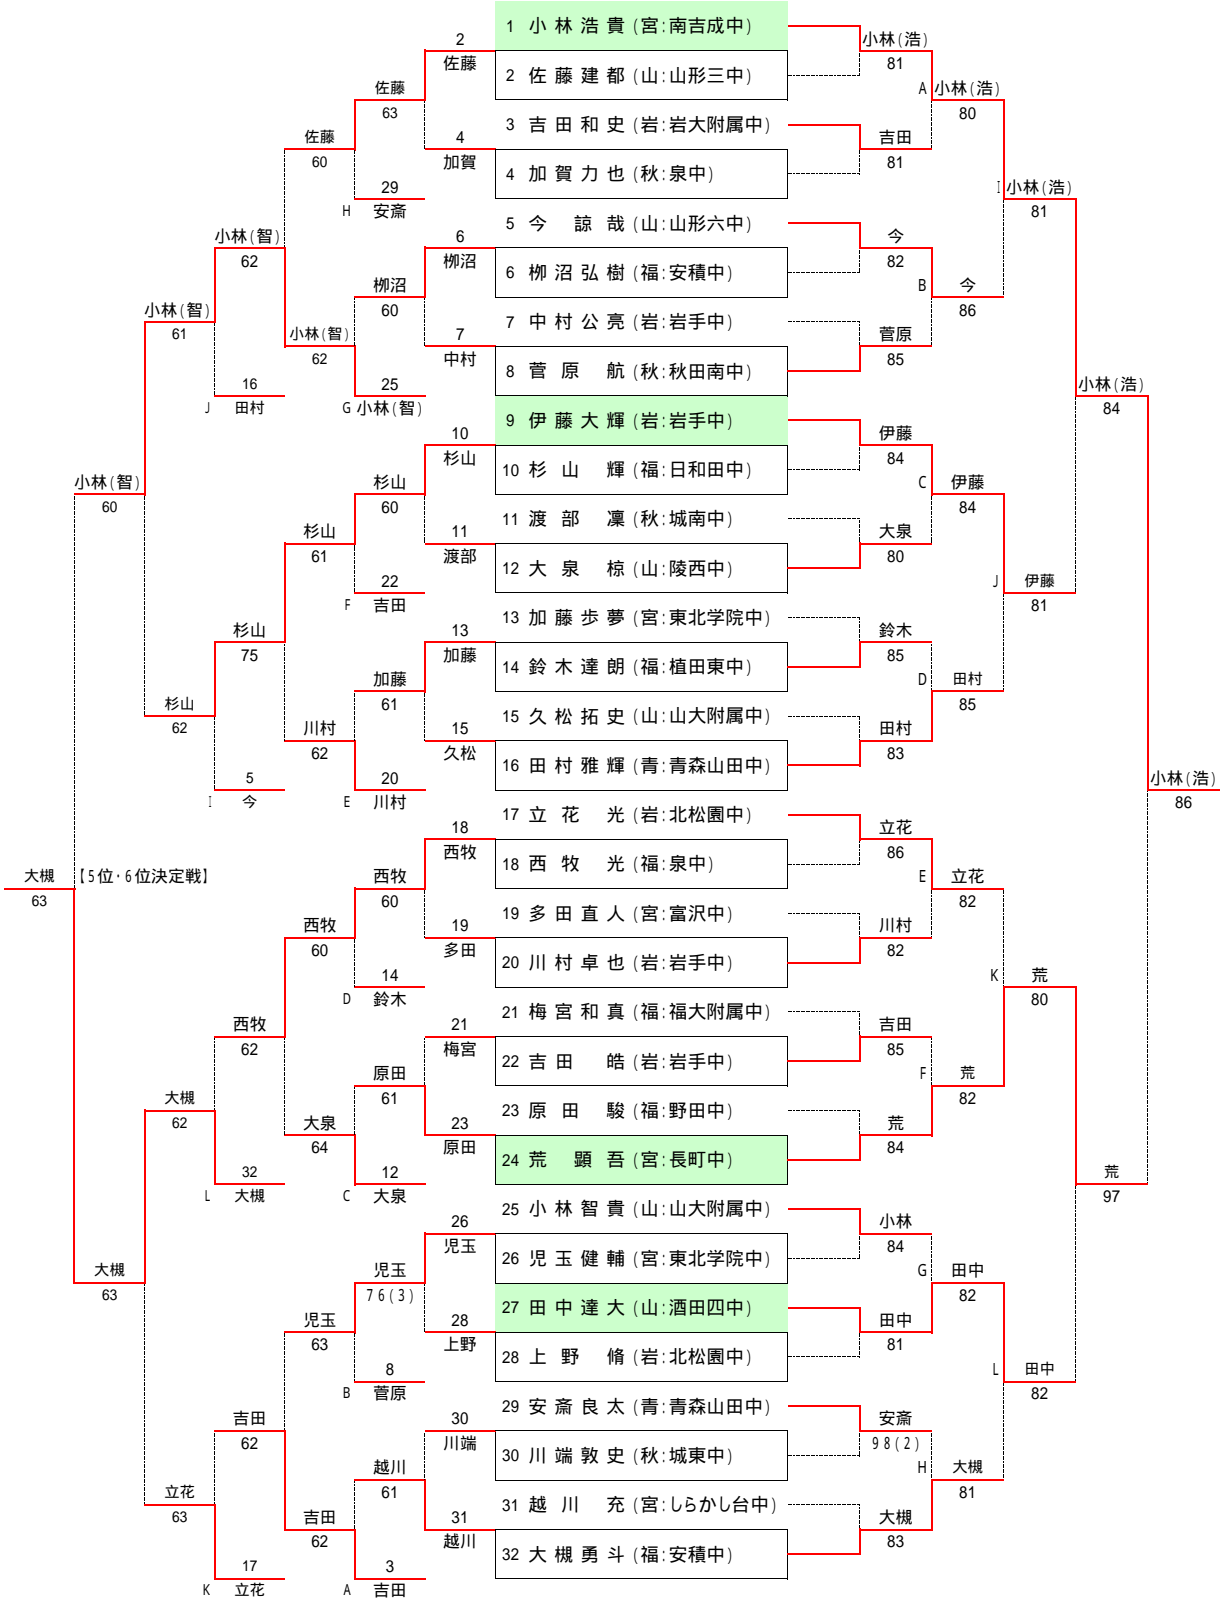 1 小林浩貴 (宮:南吉成中)
2 佐藤建都 (山:山形三中)
3 吉田和史 (岩:岩大附属中)
4 加賀力也 (秋:泉中)
5 今 諒哉 (山:山形六中)
6 栁沼弘樹 (福:安積中)
7 中村公亮 (岩:岩手中)
8 菅原 航 (秋:秋田南中)
9 伊藤大輝 (岩:岩手中)
10 杉山 輝 (福:日和田中)
11 渡部 凜 (秋:城南中)
12 大泉 椋 (山:陵西中)
13 加藤歩夢 (宮:東北学院中)
14 鈴木達朗 (福:植田東中)
15 久松拓史 (山:山大附属中)
16 田村雅輝 (青:青森山田中)
17 立花 光 (岩:北松園中)
18 西牧 光 (福:泉中)
19 多田直人 (宮:富沢中)
20 川村卓也 (岩:岩手中)
21 梅宮和真 (福:福大附属中)
22 吉田 皓 (岩:岩手中)
23 原田 駿 (福:野田中)
24 荒 顕吾 (宮:長町中)
25 小林智貴 (山:山大附属中)
26 児玉健輔 (宮:東北学院中)
27 田中達大 (山:酒田四中)
28 上野 脩 (岩:北松園中)
29 安斎良太 (青:青森山田中)
30 川端敦史 (秋:城東中)
31 越川 充 (宮:しらかし台中)
32 大槻勇斗 (福:安積中)
小林(浩)
81
吉田
81
今
82
菅原
85
伊藤
84
大泉
80
鈴木
85
田村
83
立花
86
川村
82
吉田
85
荒
84
小林
84
田中
81
安斎
98(2)
大槻
83
A 小林(浩)
80
B 今
86
C 伊藤
84
D 田村
85
E 立花
82
F 荒
82
G 田中
82
H 大槻
81
I 小林(浩)
81
J 伊藤
81
K 荒
80
L 田中
82
小林(浩)
84
荒
97
小林(浩)
86
2
佐藤
4
加賀
6
栁沼
7
中村
10
杉山
11
渡部
13
加藤
15
久松
18
西牧
19
多田
21
梅宮
23
原田
26
児玉
28
上野
30
川端
31
越川
佐藤
63
29
H 安斎
栁沼
60
25
G 小林(智)
杉山
60
22
F 吉田
加藤
61
20
E 川村
西牧
60
14
D 鈴木
原田
61
12
C 大泉
児玉
76(3)
8
B 菅原
越川
61
3
A 吉田
佐藤
60
小林(智)
62
杉山
61
川村
62
西牧
60
大泉
64
児玉
63
吉田
62
小林(智)
62
16
J 田村
杉山
75
5
I 今
西牧
62
32
L 大槻
吉田
62
17
K 立花
小林(智)
61
杉山
62
大槻
62
立花
63
小林(智)
60
大槻
63
大槻
63
【5位・6位決定戦】